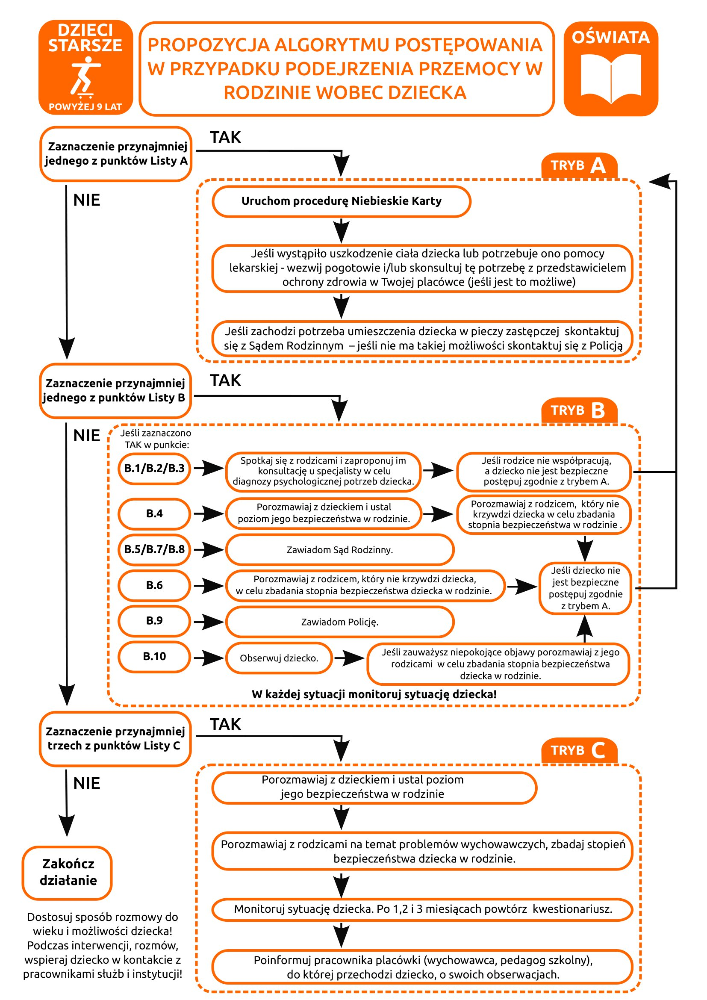 DZIECI
STARSZE
POWYŻEJ 9 LAT
PROPOZYCJA ALGORYTMU POSTĘPOWANIA
W PRZYPADKU PODEJRZENIA PRZEMOCY W
RODZINIE WOBEC DZIECKA
OŚWIATA
Zaznaczenie przynajmniej
jednego z punktów Listy A
TAK
NIE
TRYB A
Uruchom procedurę Niebieskie Karty
Jeśli wystąpiło uszkodzenie ciała dziecka lub potrzebuje ono pomocy
lekarskiej - wezwij pogotowie i/lub skonsultuj tę potrzebę z przedstawicielem
ochrony zdrowia w Twojej placówce (jeśli jest to możliwe)
Jeśli zachodzi potrzeba umieszczenia dziecka w pieczy zastępczej skontaktuj
się z Sądem Rodzinnym – jeśli nie ma takiej możliwości skontaktuj się z Policją
Zaznaczenie przynajmniej
jednego z punktów Listy B
TAK
NIE
TRYB B
Jeśli zaznaczono
TAK w punkcie:
B.1/B.2/B.3
Spotkaj się z rodzicami i zaproponuj im
konsultację u specjalisty w celu
diagnozy psychologicznej potrzeb dziecka.
Jeśli rodzice nie współpracują,
a dziecko nie jest bezpieczne
postępuj zgodnie z trybem A.
B.4
Porozmawiaj z dzieckiem i ustal
poziom jego bezpieczeństwa w rodzinie.
Porozmawiaj z rodzicem, który nie
krzywdzi dziecka w celu zbadania
stopnia bezpieczeństwa w rodzinie .
B.5/B.7/B.8
Zawiadom Sąd Rodzinny.
B.6
Porozmawiaj z rodzicem, który nie krzywdzi dziecka,
w celu zbadania stopnia bezpieczeństwa dziecka w rodzinie.
Jeśli dziecko nie
jest bezpieczne
postępuj zgodnie
z trybem A.
B.9
Zawiadom Policję.
B.10
Obserwuj dziecko.
Jeśli zauważysz niepokojące objawy porozmawiaj z jego
rodzicami w celu zbadania stopnia bezpieczeństwa
dziecka w rodzinie.
W każdej sytuacji monitoruj sytuację dziecka!
Zaznaczenie przynajmniej
trzech z punktów Listy C
TAK
NIE
TRYB C
Porozmawiaj z dzieckiem i ustal poziom
jego bezpieczeństwa w rodzinie
Porozmawiaj z rodzicami na temat problemów wychowawczych, zbadaj stopień
bezpieczeństwa dziecka w rodzinie.
Monitoruj sytuację dziecka. Po 1,2 i 3 miesiącach powtórz kwestionariusz.
Poinformuj pracownika placówki (wychowawca, pedagog szkolny),
do której przechodzi dziecko, o swoich obserwacjach.
Zakończ
działanie
Dostosuj sposób rozmowy do
wieku i możliwości dziecka!
Podczas interwencji, rozmów,
wspieraj dziecko w kontakcie z
pracownikami służb i instytucji!